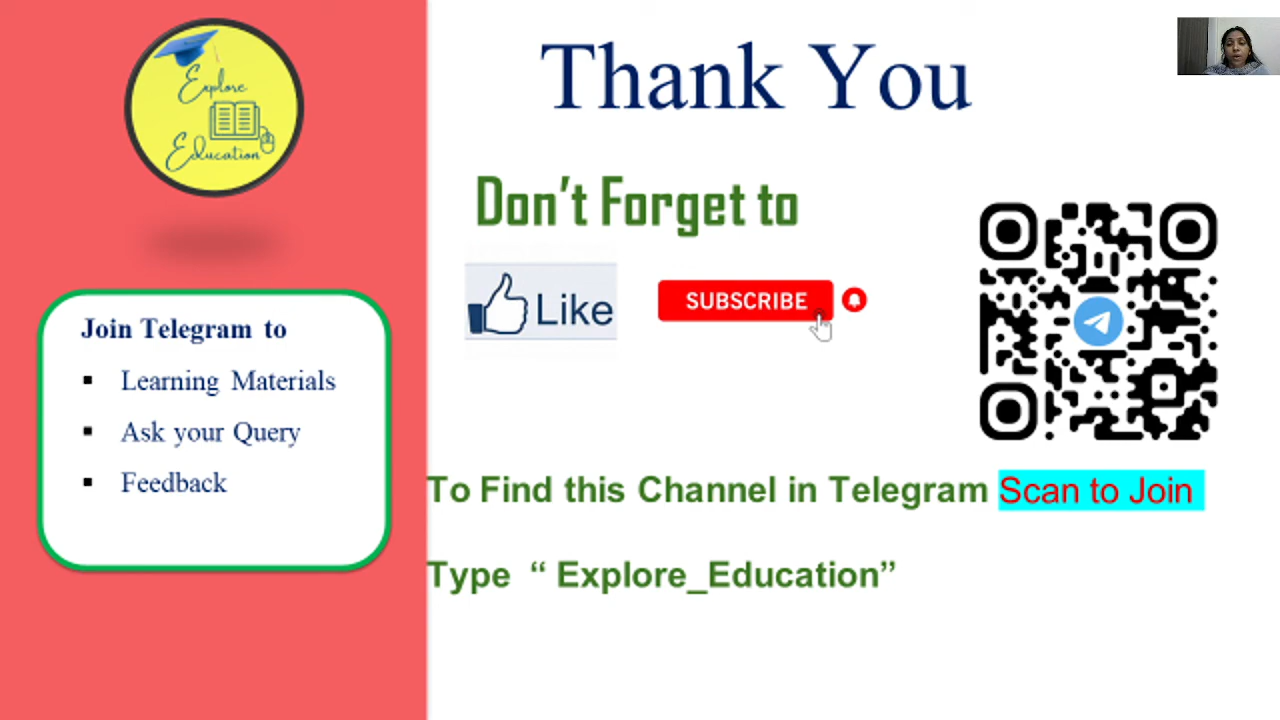 Explore
Education
Join Telegram to
▪ Learning Materials
▪ Ask your Query
▪ Feedback
Thank You
Don't Forget to
Like
SUBSCRIBE
To Find this Channel in Telegram Scan to Join
Type “ Explore_Education”